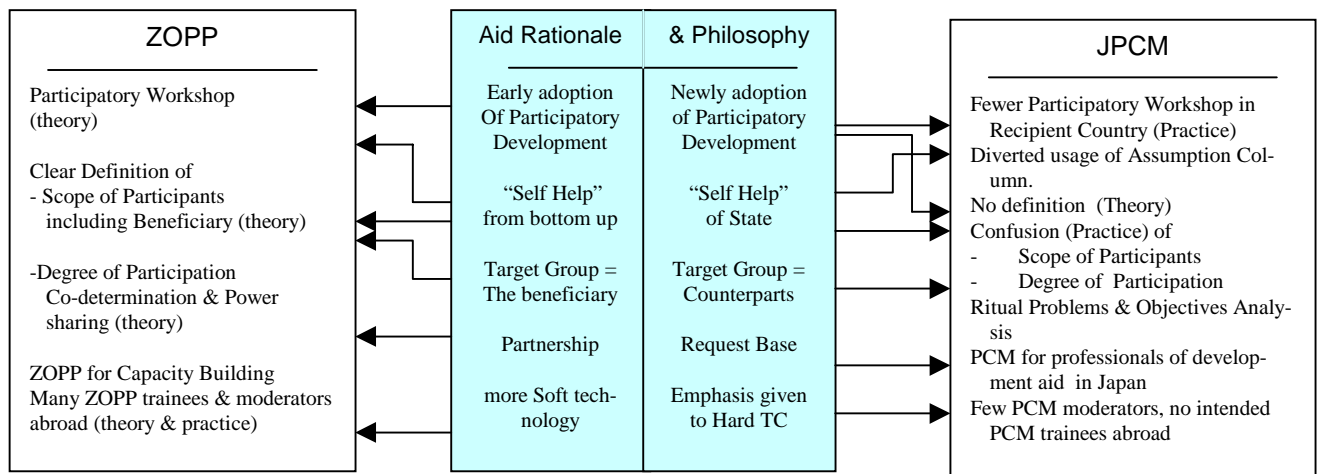 ZOPP
Participatory Workshop
(theory)
Clear Definition of
- Scope of Participants
including Beneficiary (theory)
-Degree of Participation
Co-determination & Power
sharing (theory)
ZOPP for Capacity Building
Many ZOPP trainees & moderators
abroad (theory & practice)
Aid Rationale
Early adoption
Of Participatory
Development
“Self Help”
from bottom up
Target Group =
The beneficiary
Partnership
more Soft tech-
nology
& Philosophy
Newly adoption
of Participatory
Development
“Self Help”
of State
Target Group =
Counterparts
Request Base
Emphasis given
to Hard TC
JPCM
Fewer Participatory Workshop in
Recipient Country (Practice)
Diverted usage of Assumption Col-
umn.
No definition (Theory)
Confusion (Practice) of
- Scope of Participants
- Degree of Participation
Ritual Problems & Objectives Analy-
sis
PCM for professionals of develop-
ment aid in Japan
Few PCM moderators, no intended
PCM trainees abroad